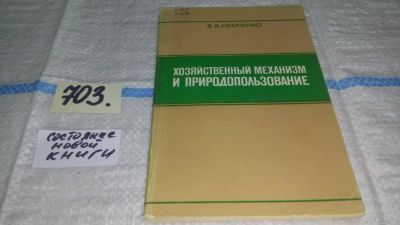 В.В. НЕМЧЕНКО
ХОЗЯЙСТВЕННЫЙ МЕХАНИЗМ
И ПРИРОДОПОЛЬЗОВАНИЕ
703.
СОСТОЯНИЕ
НОВОЙ
КНИГИ